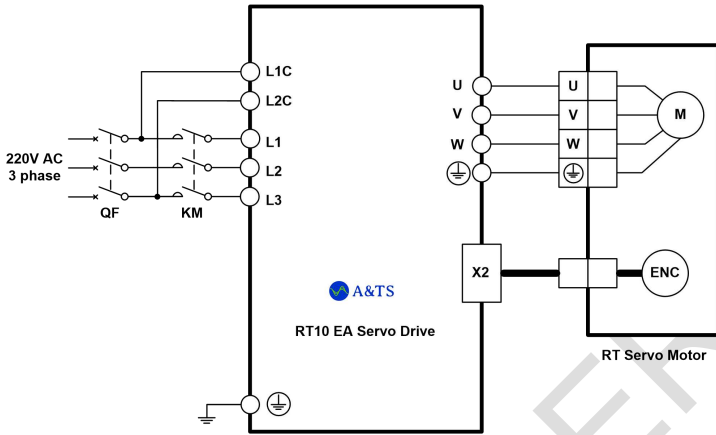 L1C
L2C
L1
L2
L3
220V AC
3 phase
QF
KM
U
V
W
U
V
W
M
X2
ENC
A&TS
RT10 EA Servo Drive
RT Servo Motor